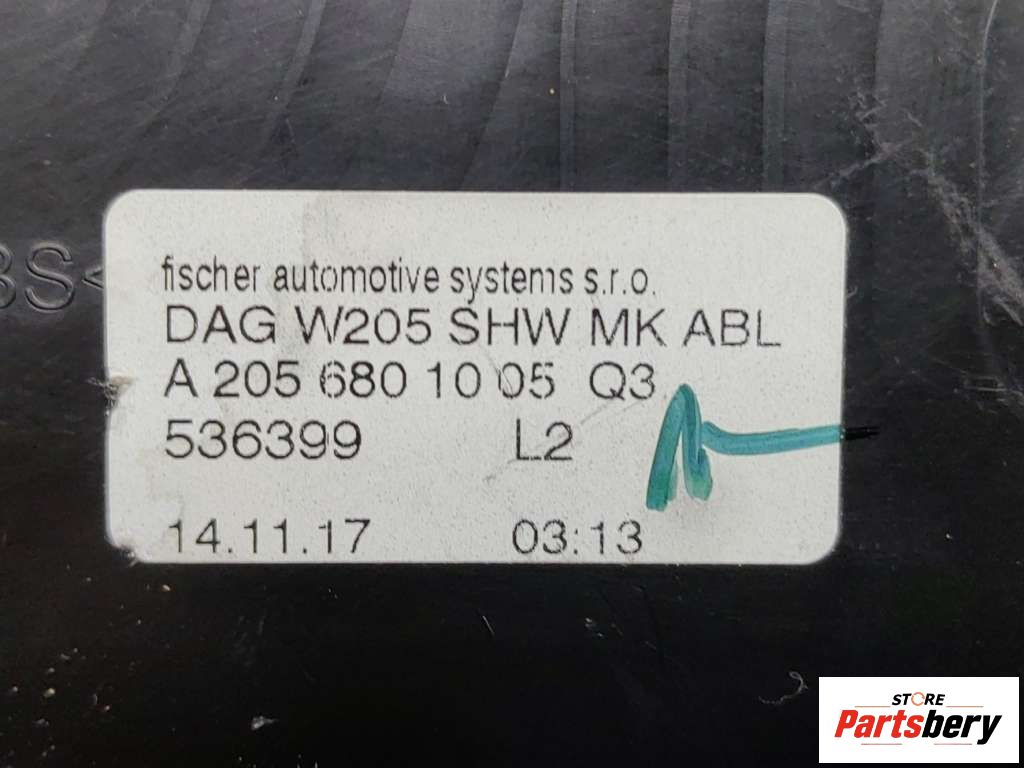 BS<
fischer automotive systems s.r.o.
DAG W205 SHW MK ABL
A 205 680 10 05 Q3
536399 L2
14.11.17 03:13
STORE
Partsbery